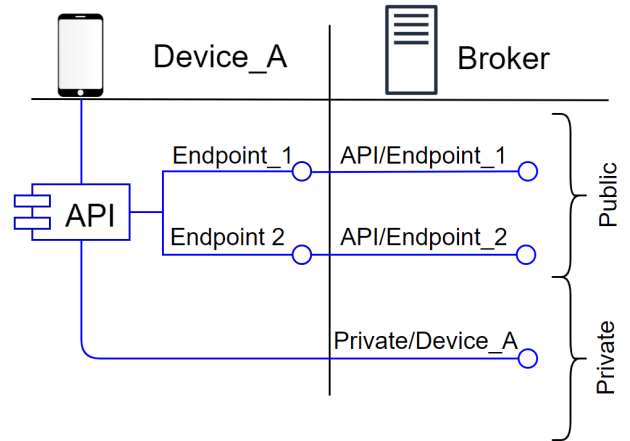 Device_A
Broker
Endpoint_1
API/Endpoint_1
API
Endpoint 2
API/Endpoint_2
Public
Private/Device_A
Private